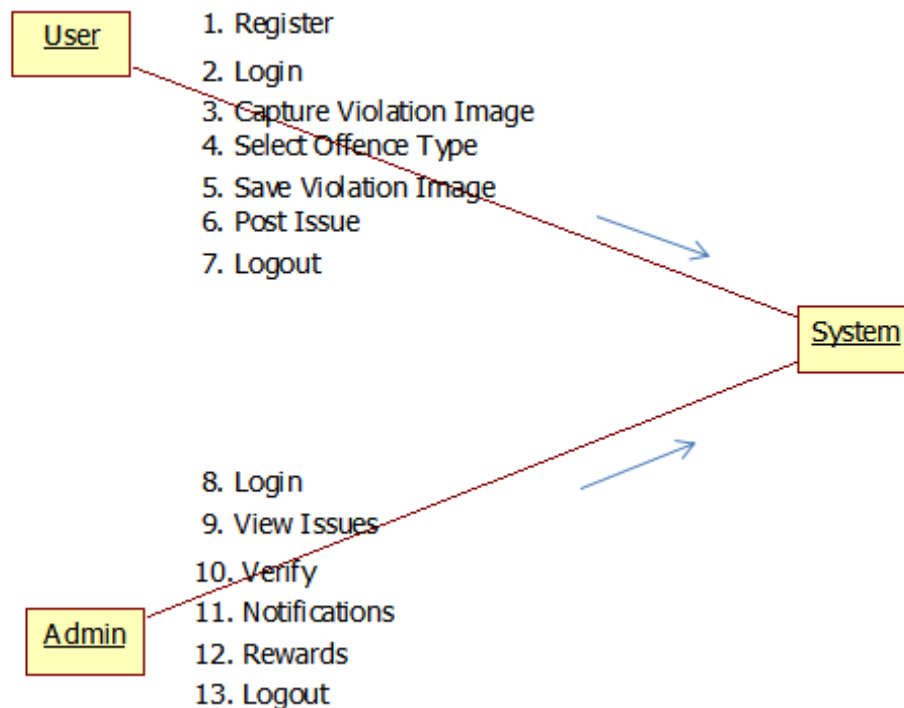 User
1. Register
2. Login
3. Capture Violation Image
4. Select Offence Type
5. Save Violation Image
6. Post Issue
7. Logout
System
8. Login
9. View Issues
10. Verify
11. Notifications
Admin
12. Rewards
13. Logout